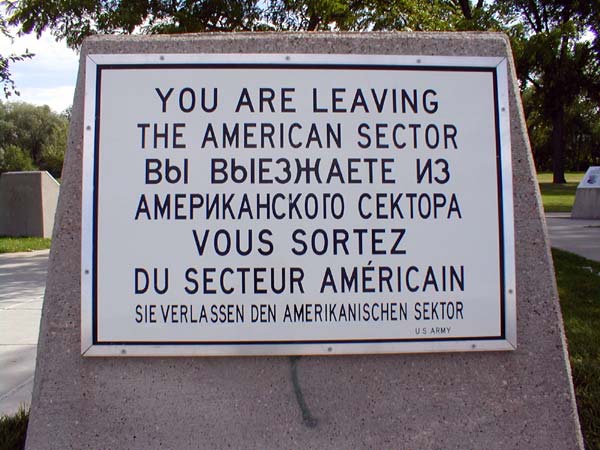 YOU ARE LEAVING
THE AMERICAN SECTOR
ВЫ ВЫЕЗЖАЕТЕ ИЗ
АМЕРИКАНСКОГО СЕКТОРА
VOUS SORTEZ
DU SECTEUR AMÉRICAIN
SIE VERLASSEN DEN AMERIKANISCHEN SEKTOR
US ARMY